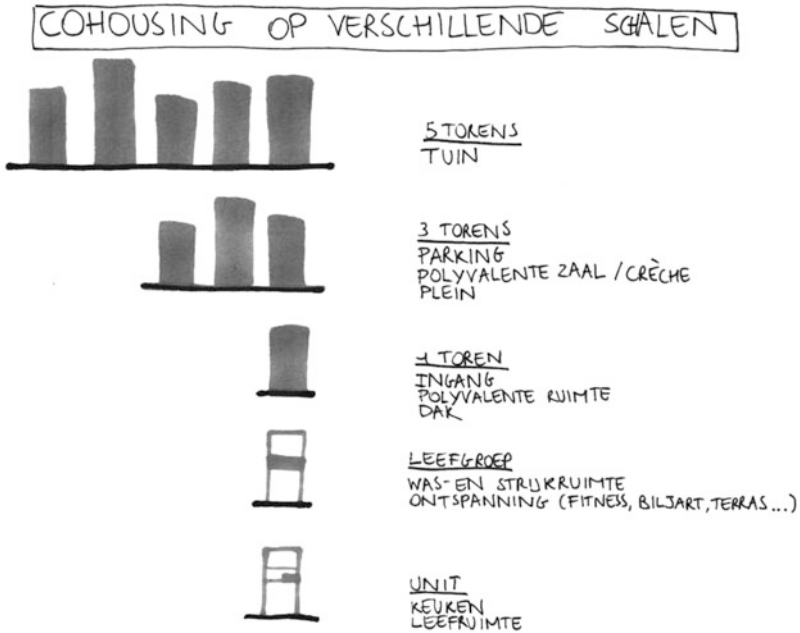 COHOUSING OP VERSCHILLENDE SCHALEN
5 TORENS
TUIN
3 TORENS
PARKING
POLYVALENTE ZAAL / CRÈCHE
PLEIN
1 TOREN
INGANG
POLYVALENTE RUIMTE
DAK
LEEFGROEP
WAS- EN STRIJKRUIMTE
ONTSPANNING (FITNESS, BILJART, TERRAS...)
UNIT
KEUKEN
LEEFRUIMTE